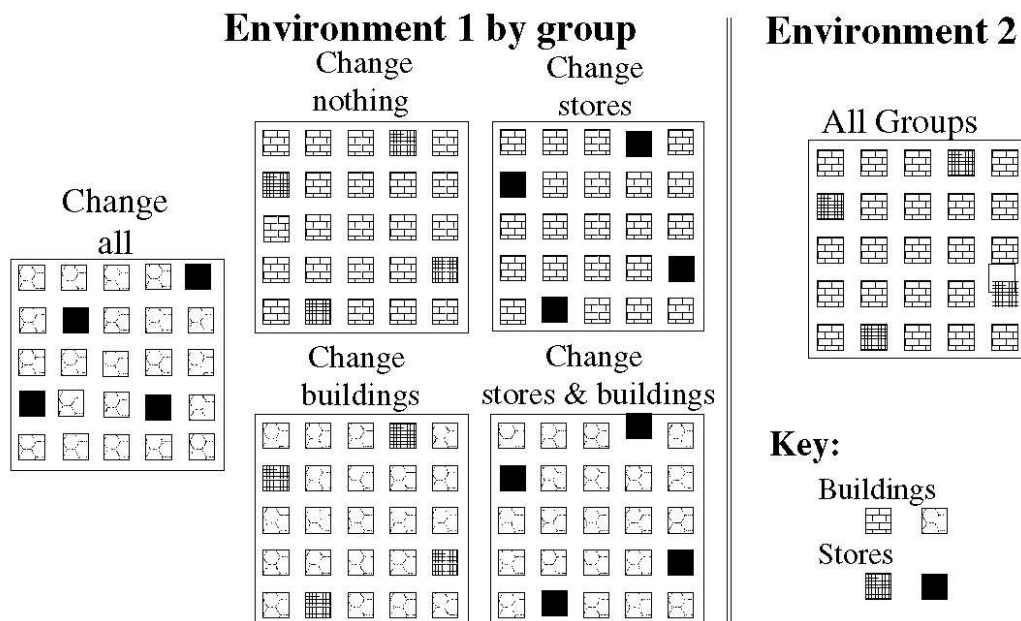 Environment 1 by group
Environment 2
Change
nothing
Change
stores
All Groups
Change
all
Change
buildings
Change
stores & buildings
Key:
Buildings
Stores